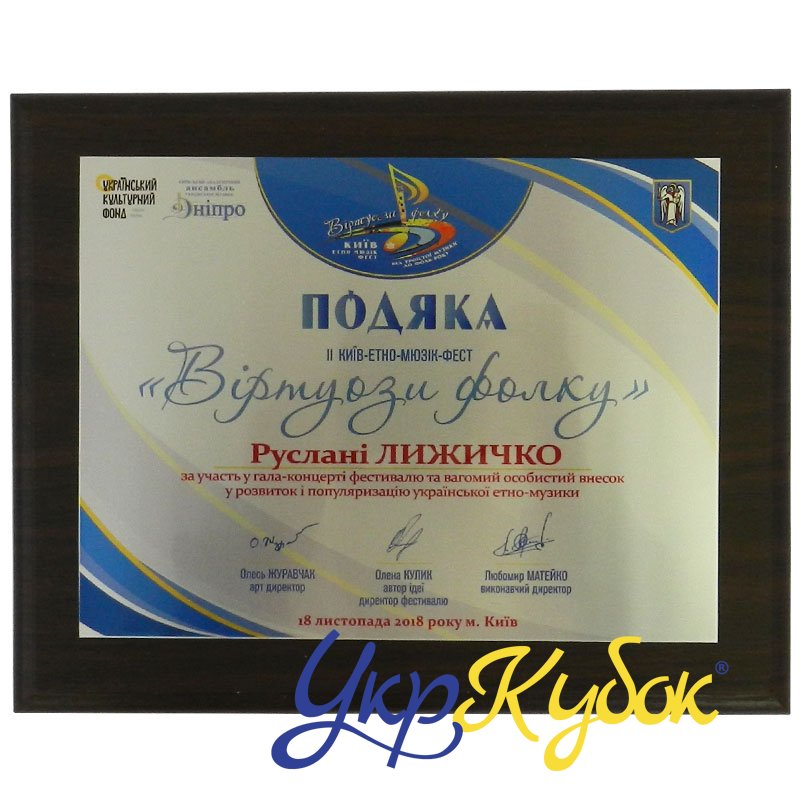 УКРАЇНСЬКИЙ
КУЛЬТУРНИЙ
ФОНД
АНСАМБЛЬ
Дніпро
Віртуози фолку
КИЇВ
ЕТНО МЮЗІК
ФЕСТ
ПОДЯКА
II КИЇВ-ЕТНО-МЮЗІК-ФЕСТ
«Віртуози фолку»
Руслані ЛИЖИЧКО
за участь у гала-концерті фестивалю та вагомий особистий внесок
у розвиток і популяризацію української етно-музики
Олесь ЖУРАВЧАК
арт директор
Олена КУЛИК
автор ідеї
директор фестивалю
Любомир МАТЕЙКО
виконавчий директор
18 листопада 2018 року м. Київ
УкрКубок®